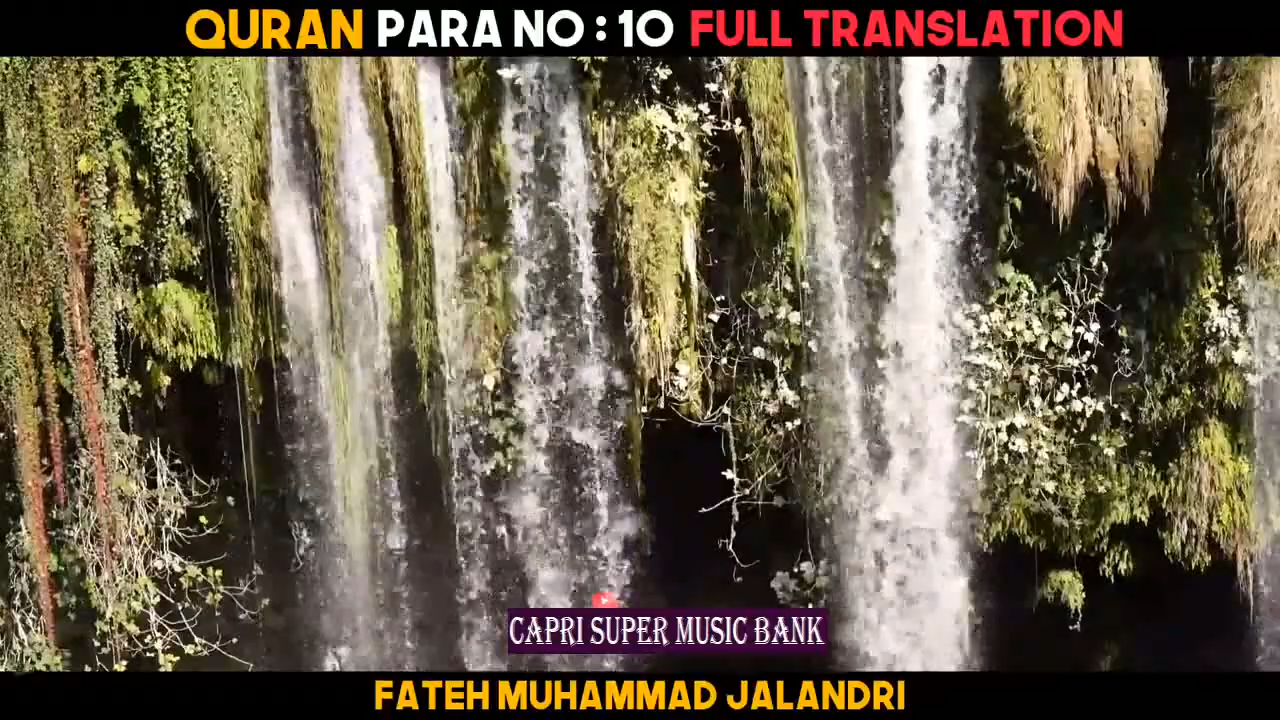 QURAN PARA NO : 10 FULL TRANSLATION
CAPRI SUPER MUSIC BANK
FATEH MUHAMMAD JALANDRI